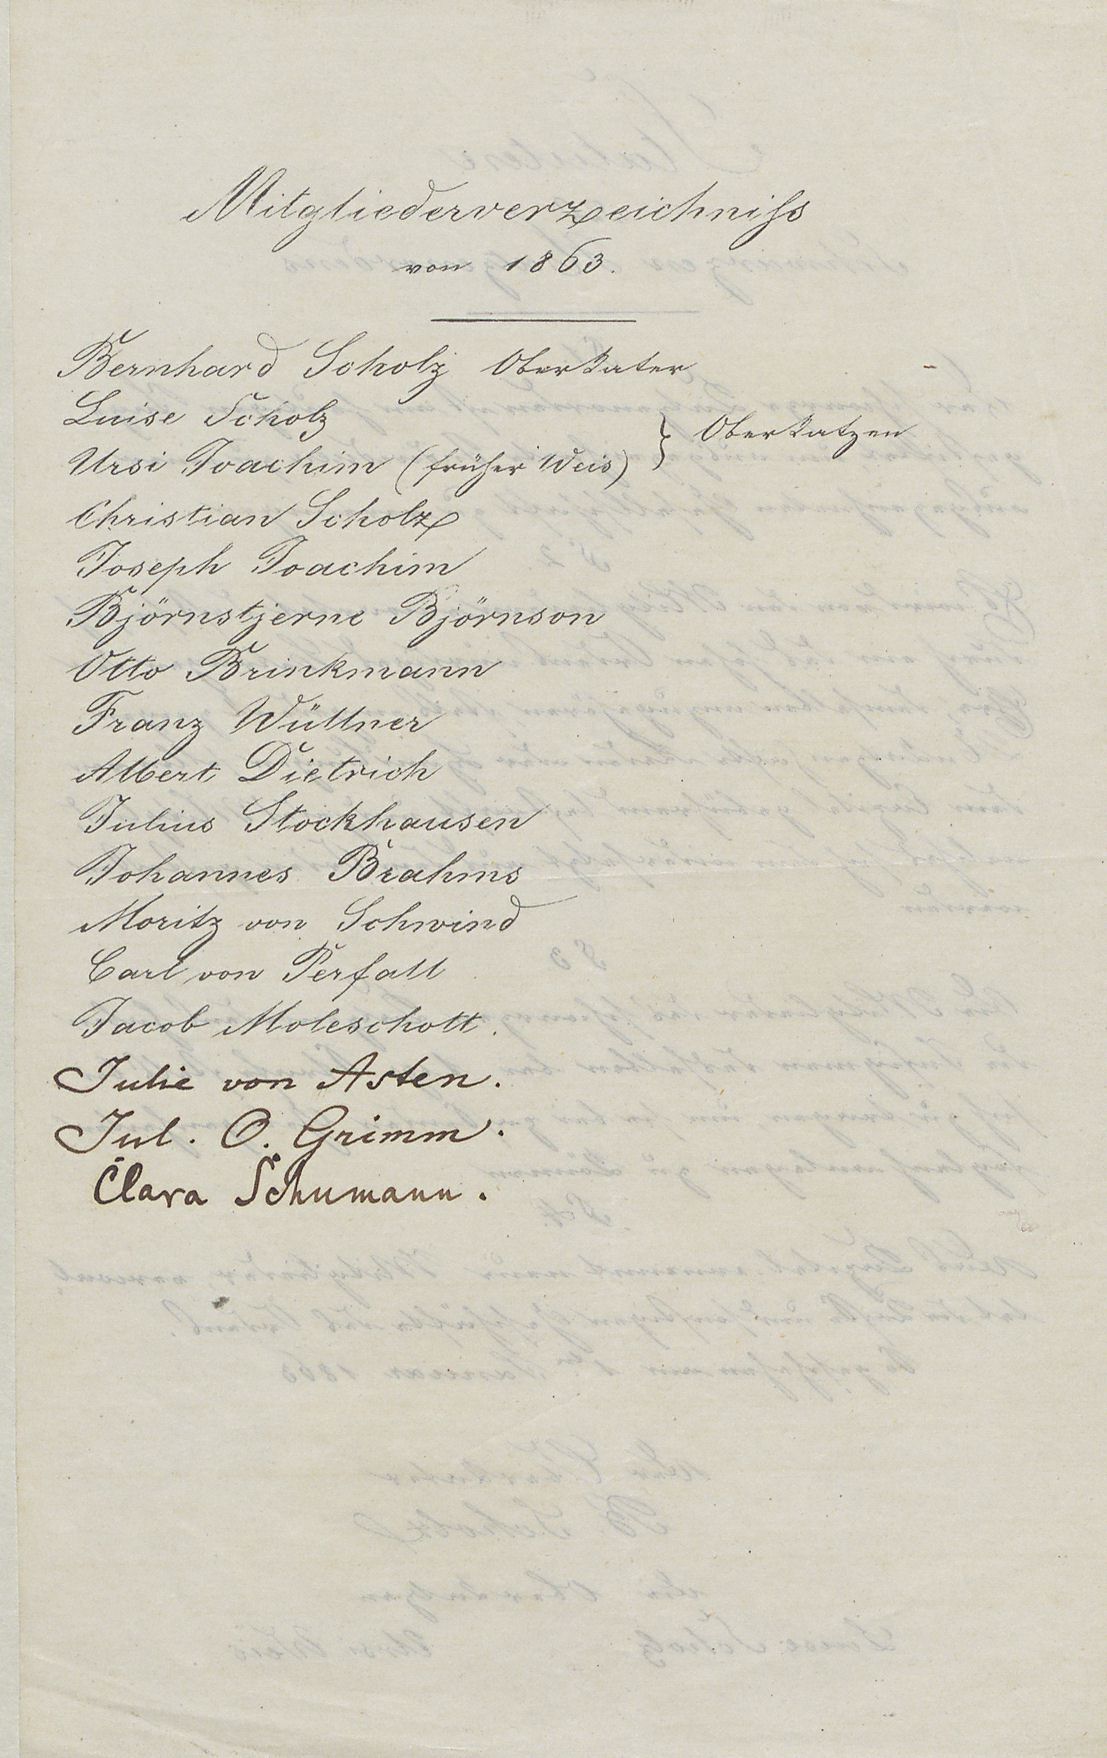 Mitgliederverzeichniss
von 1863.
Bernhard Scholz Oberkater
Luise Scholz
Ursi Joachim (früher Weis) } Oberkatzen
Christian Scholz
Joseph Joachim
Björnstjerne Björnson
Otto Brinkmann
Franz Wüllner
Albert Dietrich
Julius Stockhausen
Johannes Brahms
Moritz von Schwind
Carl von Perfall
Jacob Moleschott.
Julie von Asten.
Jul. O. Grimm.
Clara Schumann.